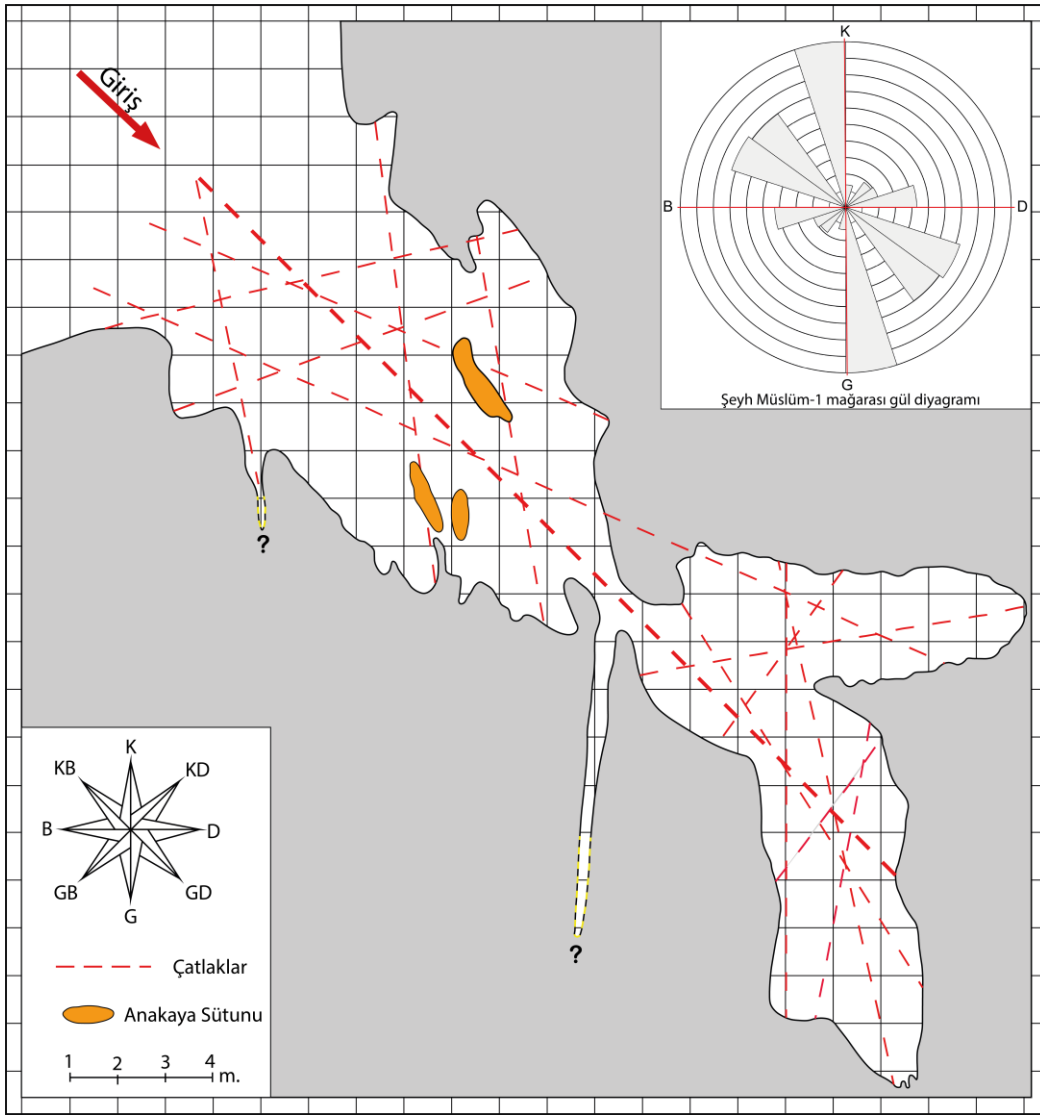 Giriş
K
B
D
G
Şeyh Müslüm-1 mağarası gül diyagramı
?
?
K
KB
KD
B
D
GB
GD
G
Çatlaklar
Anakaya Sütunu
1 2 3 4 m.